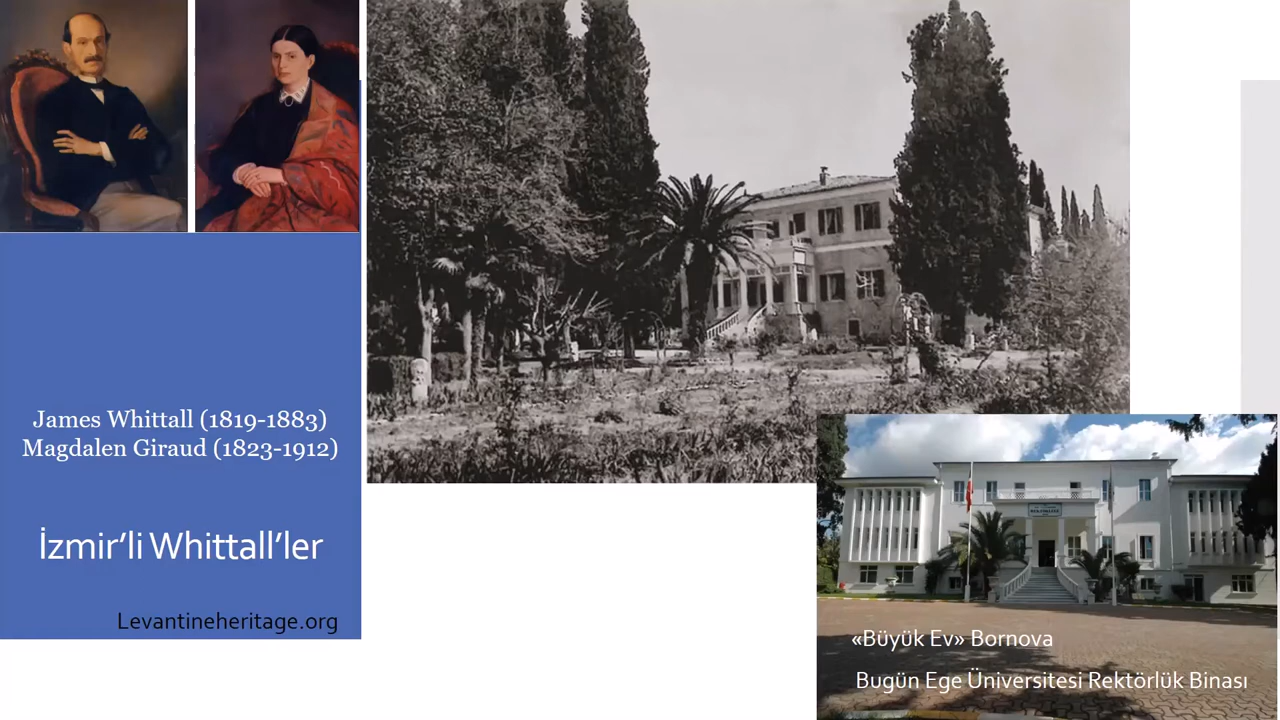 James Whittall (1819-1883)
Magdalen Giraud (1823-1912)
İzmir'li Whittall'ler
Levantineheritage.org
«Büyük Ev» Bornova
Bugün Ege Üniversitesi Rektörlük Binası